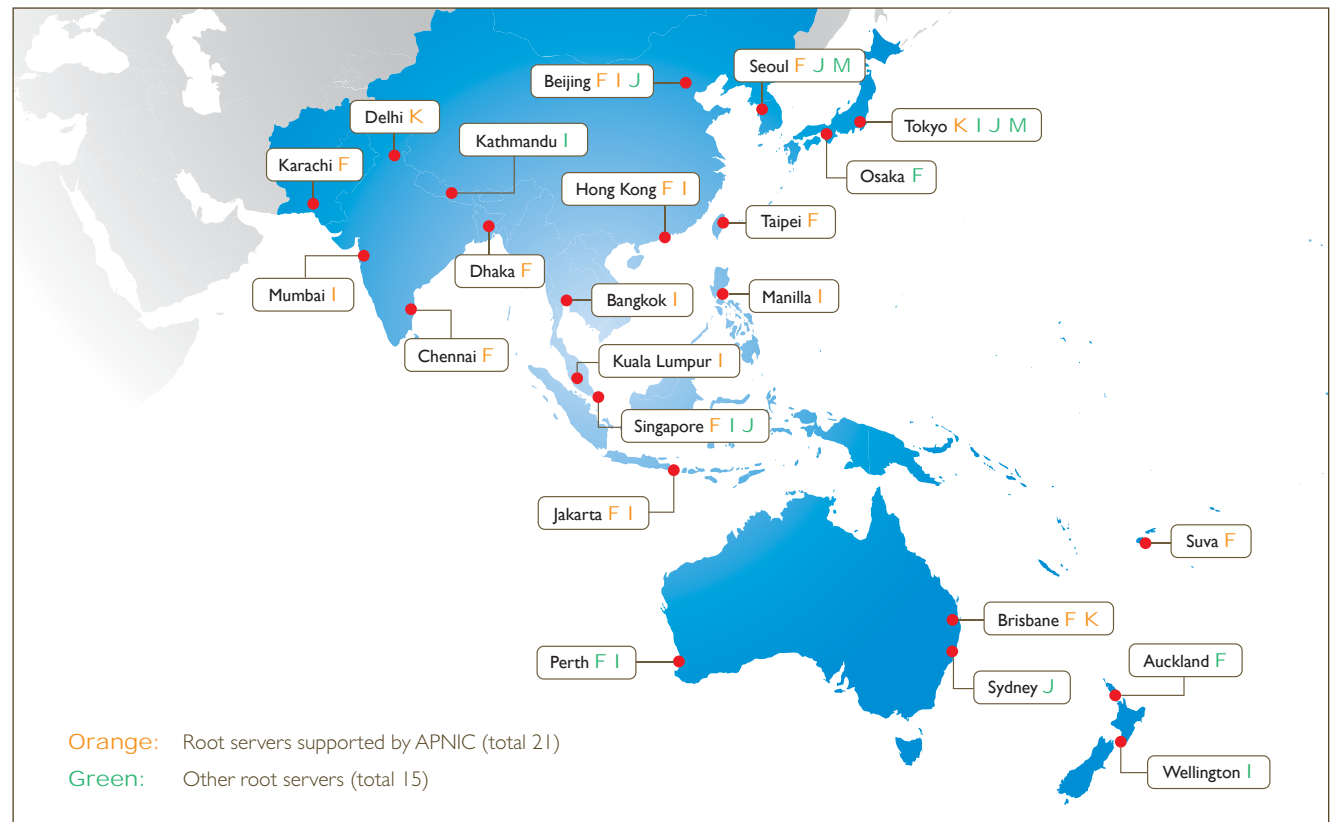 Seoul F J M
Beijing F I J
Delhi K
Tokyo K I J M
Kathmandu I
Karachi F
Osaka F
Hong Kong F I
Taipei F
Dhaka F
Mumbai I
Bangkok I
Manilla I
Chennai F
Kuala Lumpur I
Singapore F I J
Jakarta F I
Suva F
Brisbane F K
Perth F I
Auckland F
Sydney J
Orange: Root servers supported by APNIC (total 21)
Green: Other root servers (total 15)
Wellington I